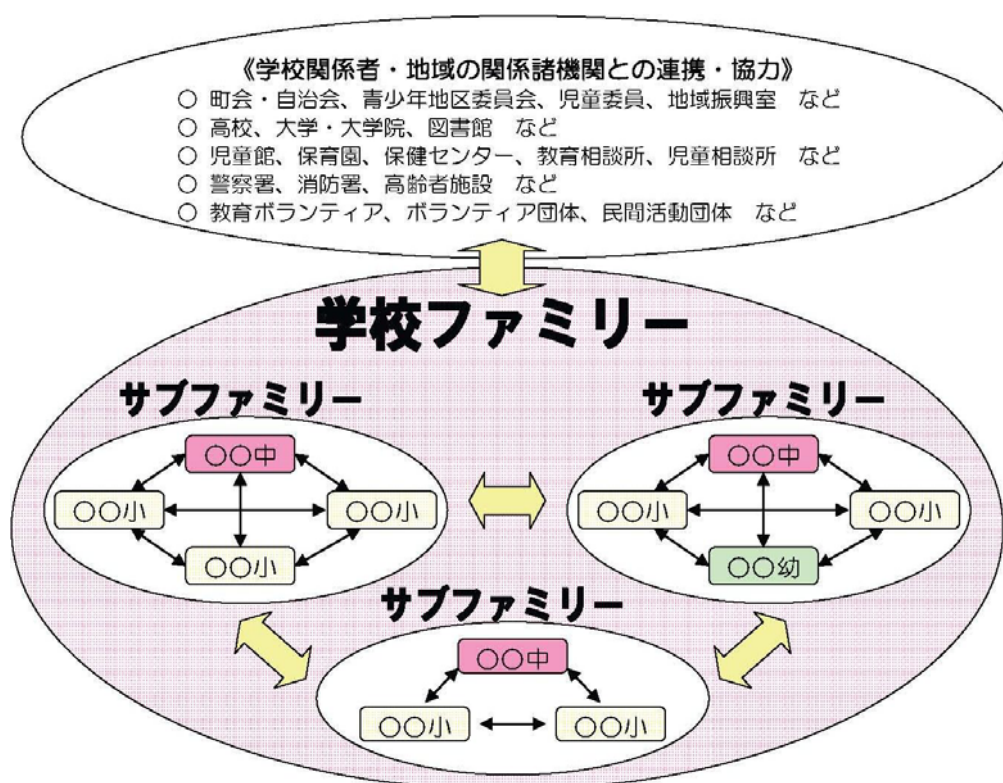 《学校関係者・地域の関係諸機関との連携・協力》
○ 町会・自治会、青少年地区委員会、児童委員、地域振興室　など
○ 高校、大学・大学院、図書館　など
○ 児童館、保育園、保健センター、教育相談所、児童相談所　など
○ 警察署、消防署、高齢者施設　など
○ 教育ボランティア、ボランティア団体、民間活動団体　など
学校ファミリー
サブファミリー
○○中
○○小
○○小
○○小
サブファミリー
○○中
○○小
○○小
○○幼
サブファミリー
○○中
○○小
○○小